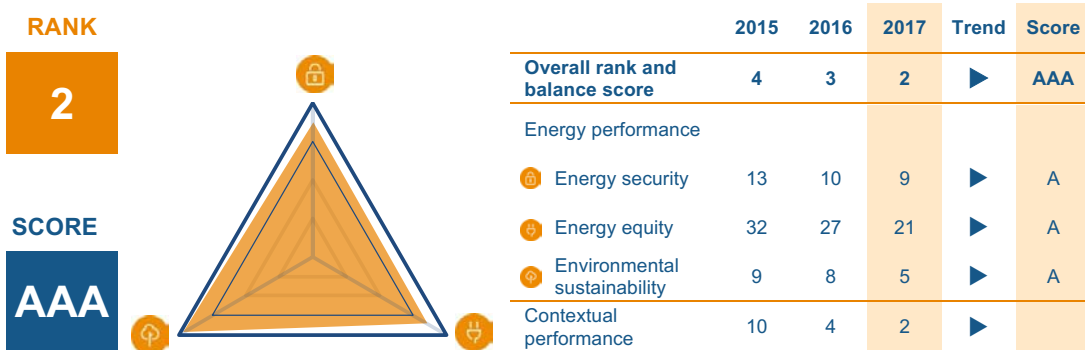 RANK
2
SCORE
AAA
2015 2016 2017 Trend Score
Overall rank and
balance score 4 3 2 ▶ AAA
Energy performance
Energy security 13 10 9 ▶ A
Energy equity 32 27 21 ▶ A
Environmental
sustainability 9 8 5 ▶ A
Contextual
performance 10 4 2 ▶